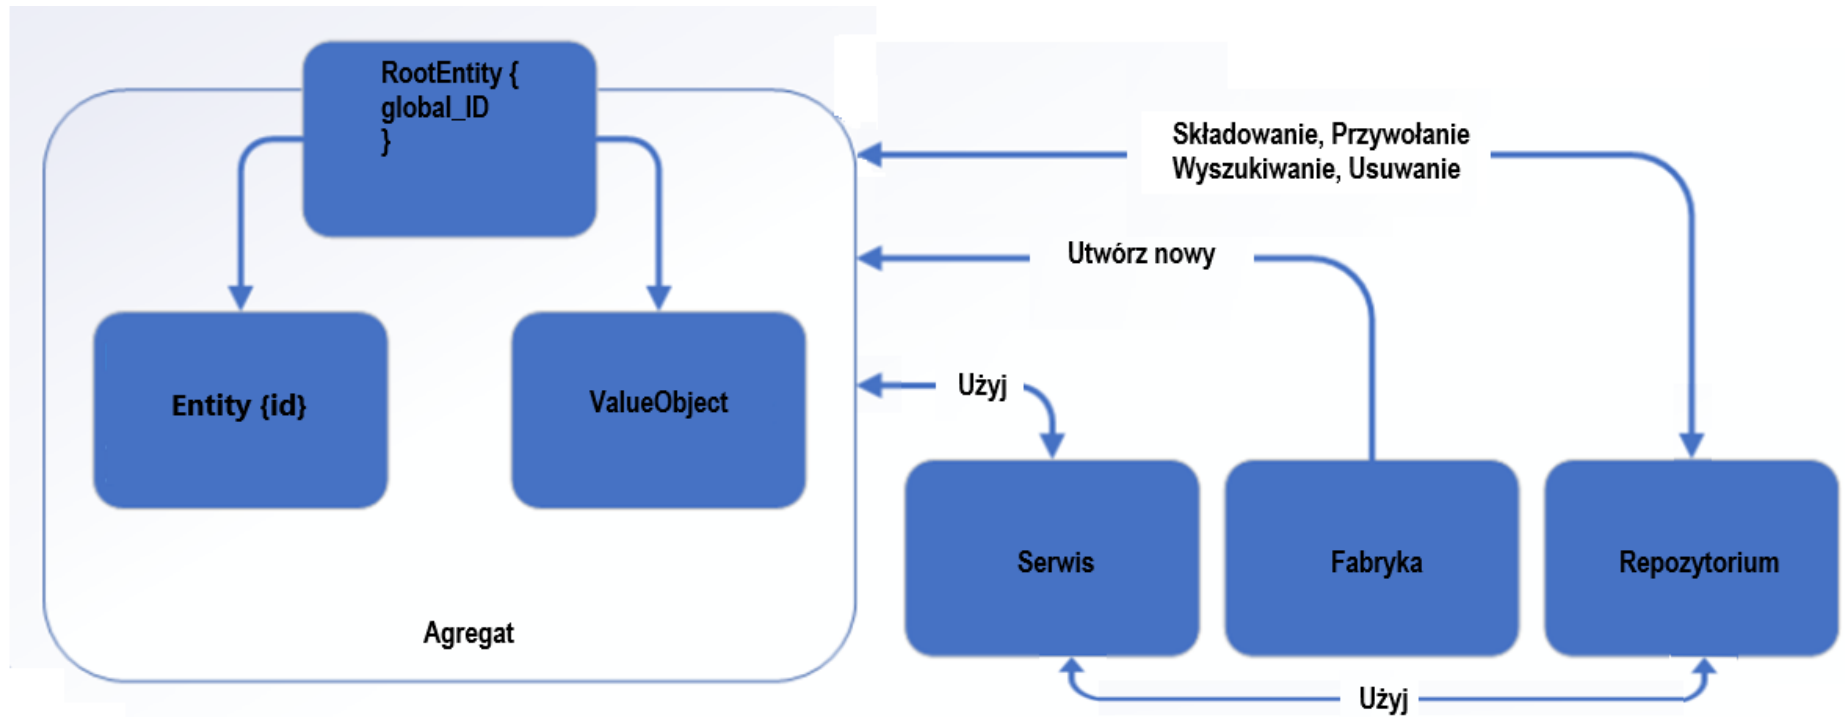 RootEntity {
global_ID
}
Składowanie, Przywołanie
Wyszukiwanie, Usuwanie
Utwórz nowy
Użyj
Entity {id}
ValueObject
Serwis
Fabryka
Repozytorium
Agregat
Użyj